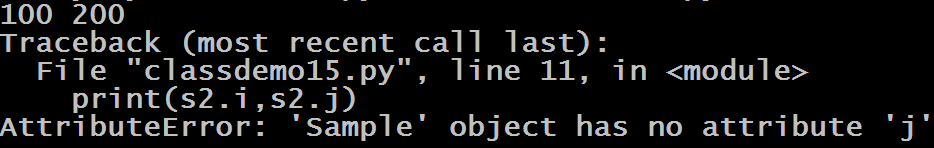 100 200
Traceback (most recent call last):
  File "classdemo15.py", line 11, in <module>
    print(s2.i,s2.j)
AttributeError: 'Sample' object has no attribute 'j'